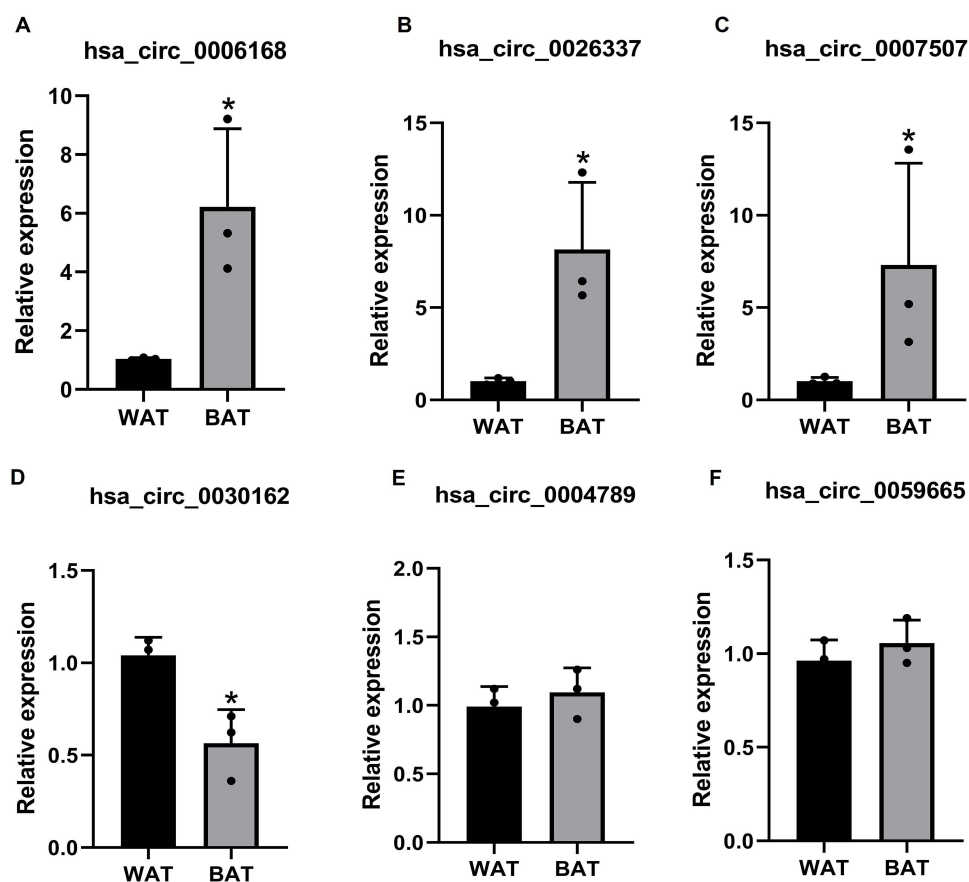 A
hsa_circ_0006168
Relative expression
10
8
6
4
2
0
*
WAT BAT
B
hsa_circ_0026337
Relative expression
15
10
5
0
*
WAT BAT
C
hsa_circ_0007507
Relative expression
15
10
5
0
*
WAT BAT
D
hsa_circ_0030162
Relative expression
1.5
1.0
0.5
0.0
*
WAT BAT
E
hsa_circ_0004789
Relative expression
2.0
1.5
1.0
0.5
0.0
WAT BAT
F
hsa_circ_0059665
Relative expression
1.5
1.0
0.5
0.0
WAT BAT